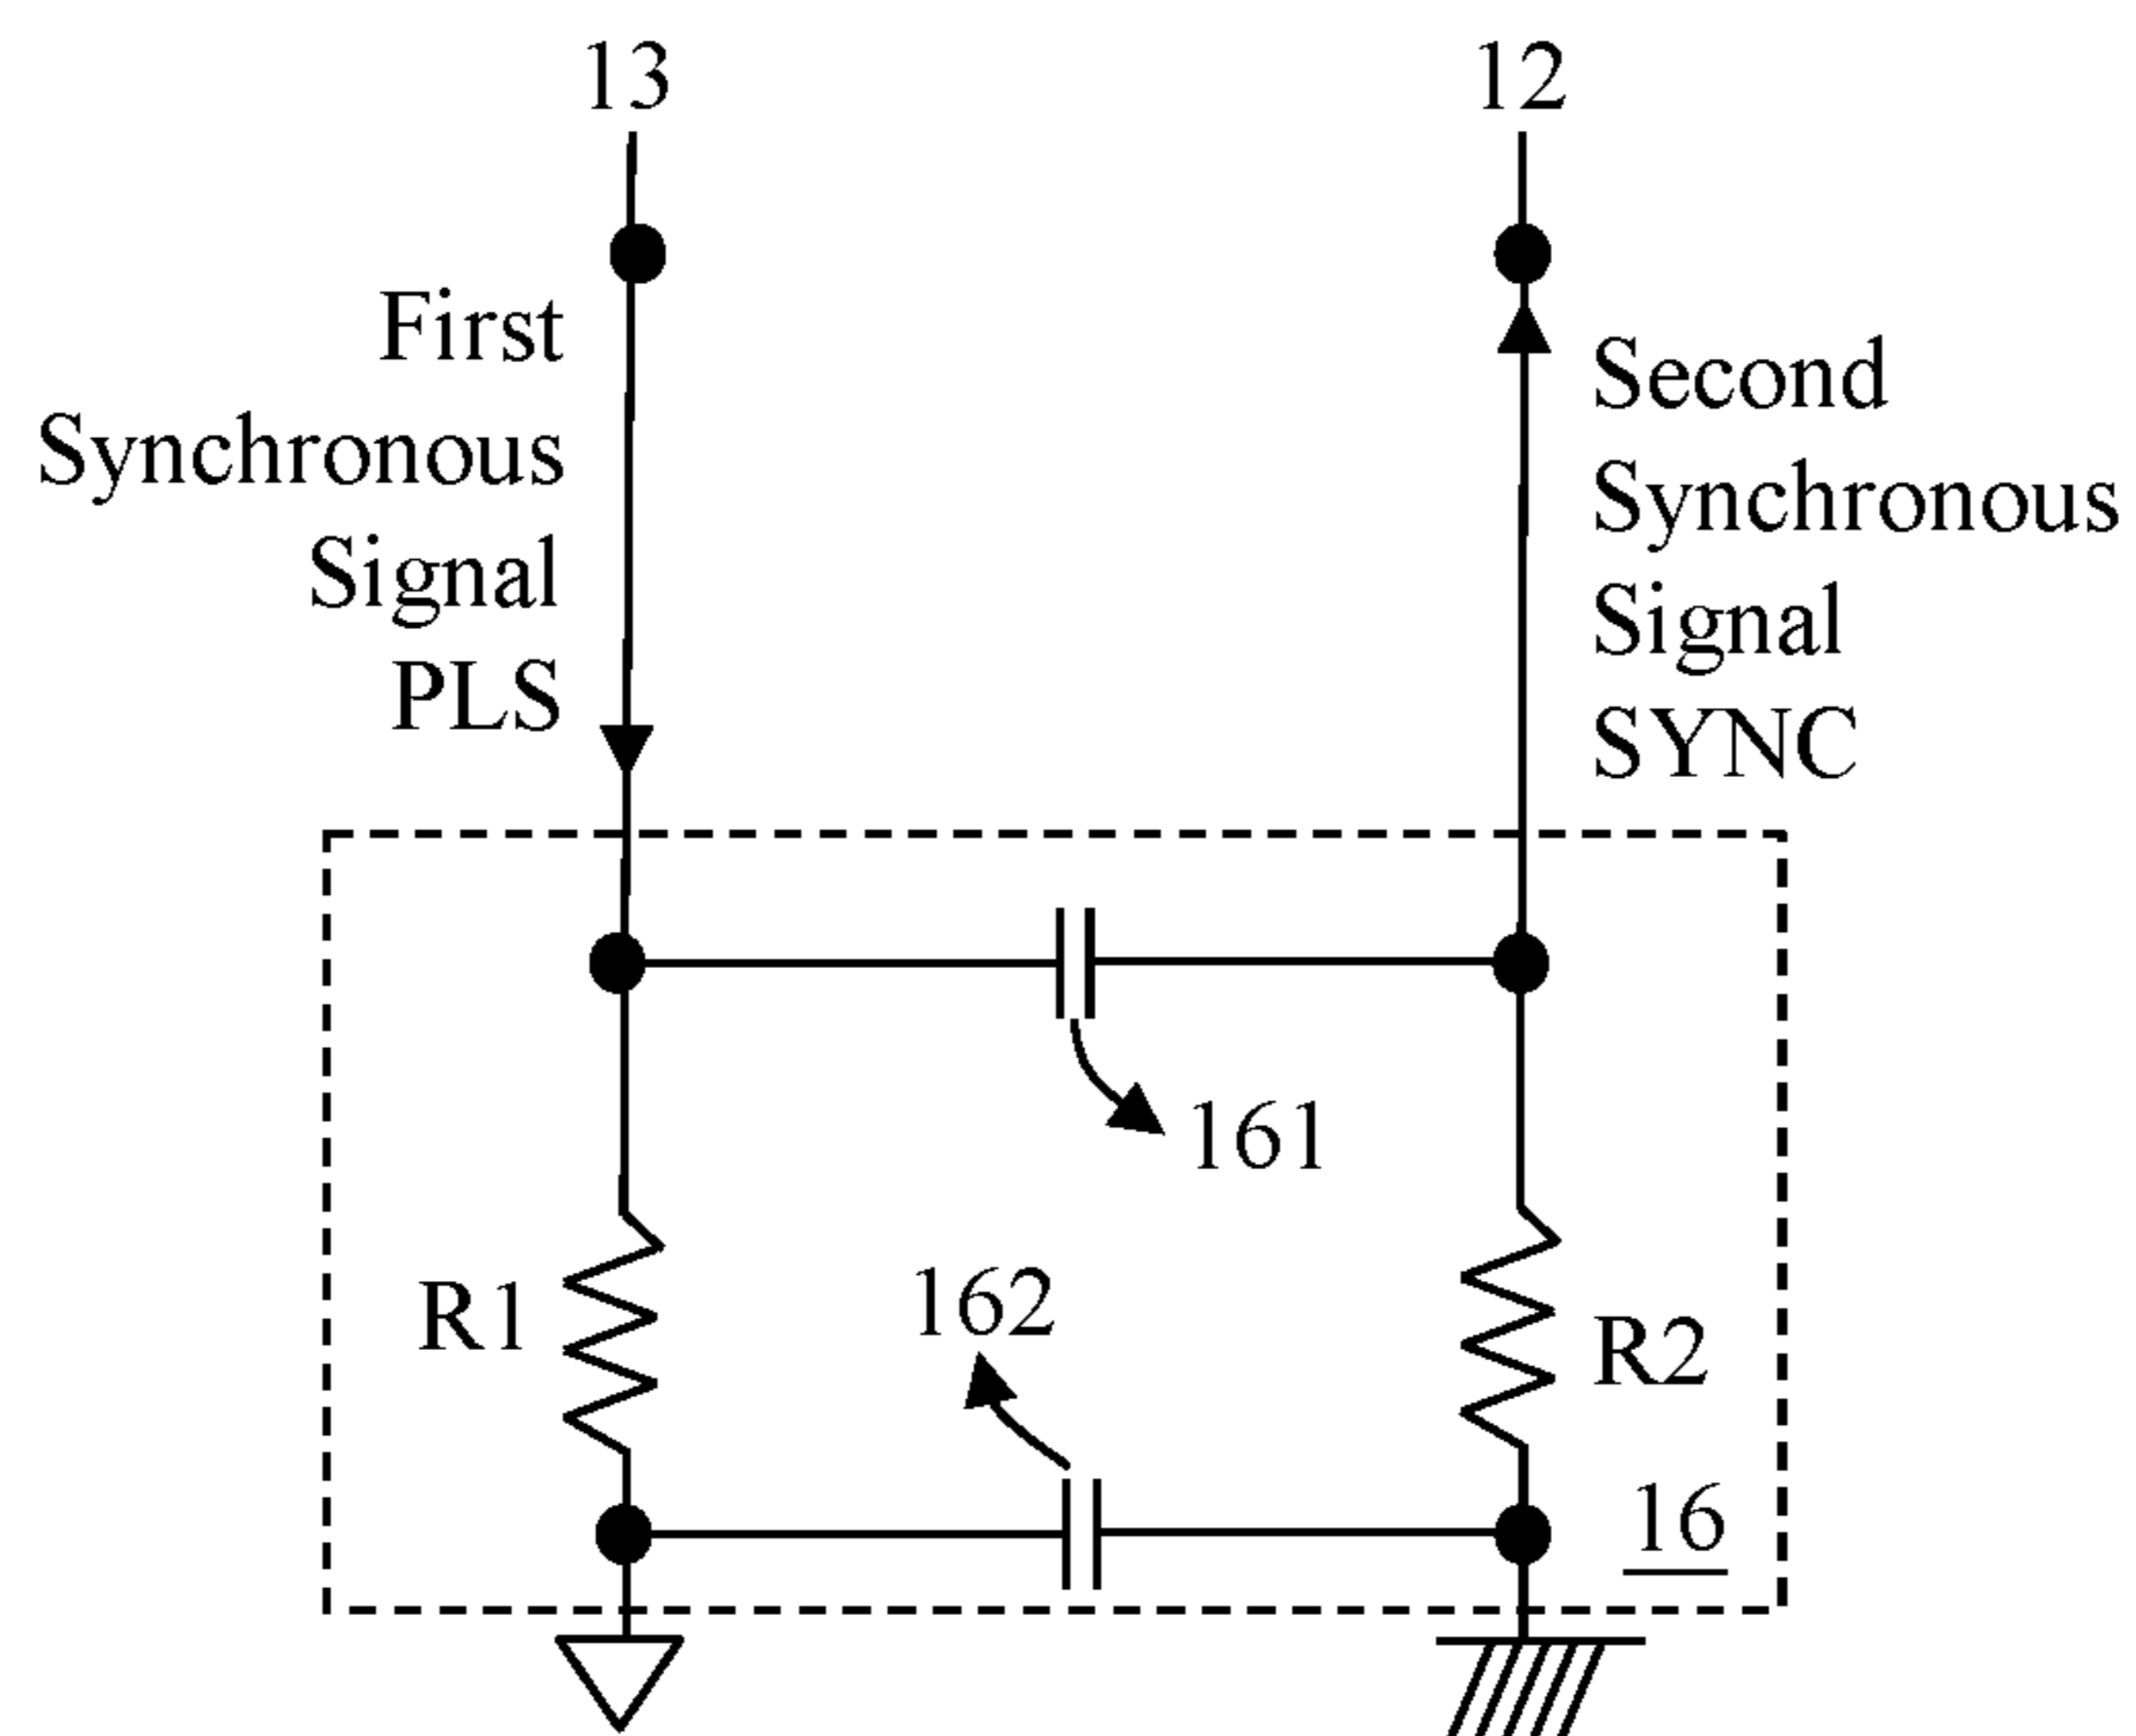 13
12
First
Synchronous
Signal
PLS
Second
Synchronous
Signal
SYNC
161
162
R1
R2
16